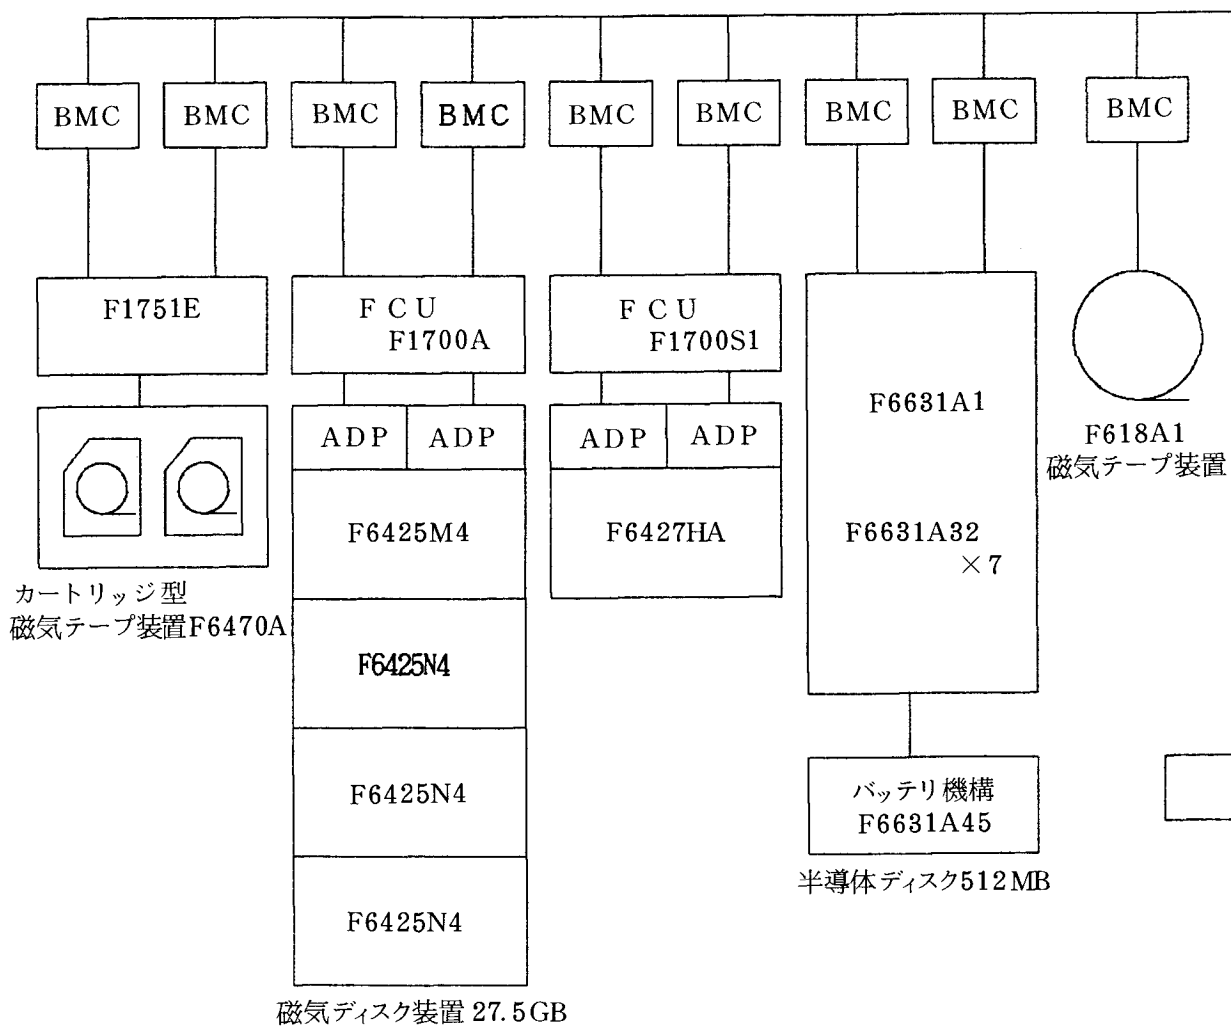 BMC
BMC
BMC
BMC
BMC
BMC
BMC
BMC
BMC
F1751E
FCU
F1700A
FCU
F1700S1
F6631A1
F6631A32
×7
F618A1
磁気テープ装置
ADP
ADP
ADP
ADP
F6425M4
F6427HA
カートリッジ型
磁気テープ装置F6470A
F6425N4
F6425N4
F6425N4
バッテリ機構
F6631A45
半導体ディスク512MB
磁気ディスク装置 27.5GB